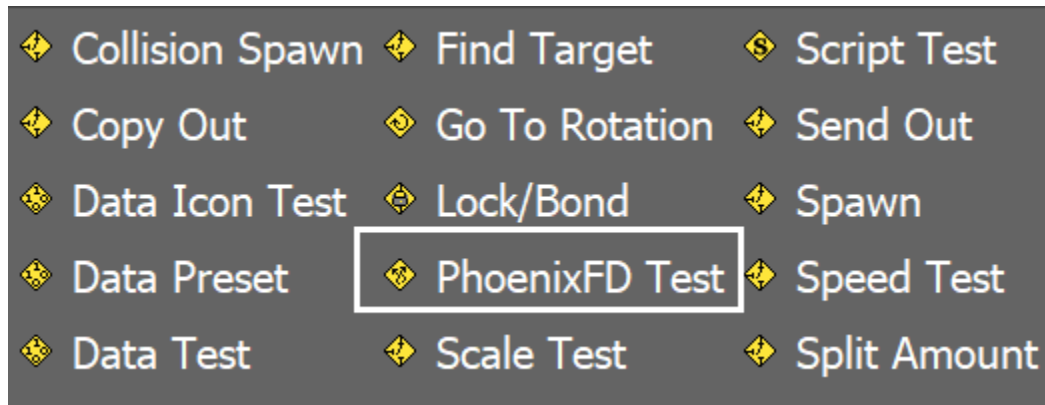 Collision Spawn Find Target Script Test
Copy Out Go To Rotation Send Out
Data Icon Test Lock/Bond Spawn
Data Preset PhoenixFD Test Speed Test
Data Test Scale Test Split Amount